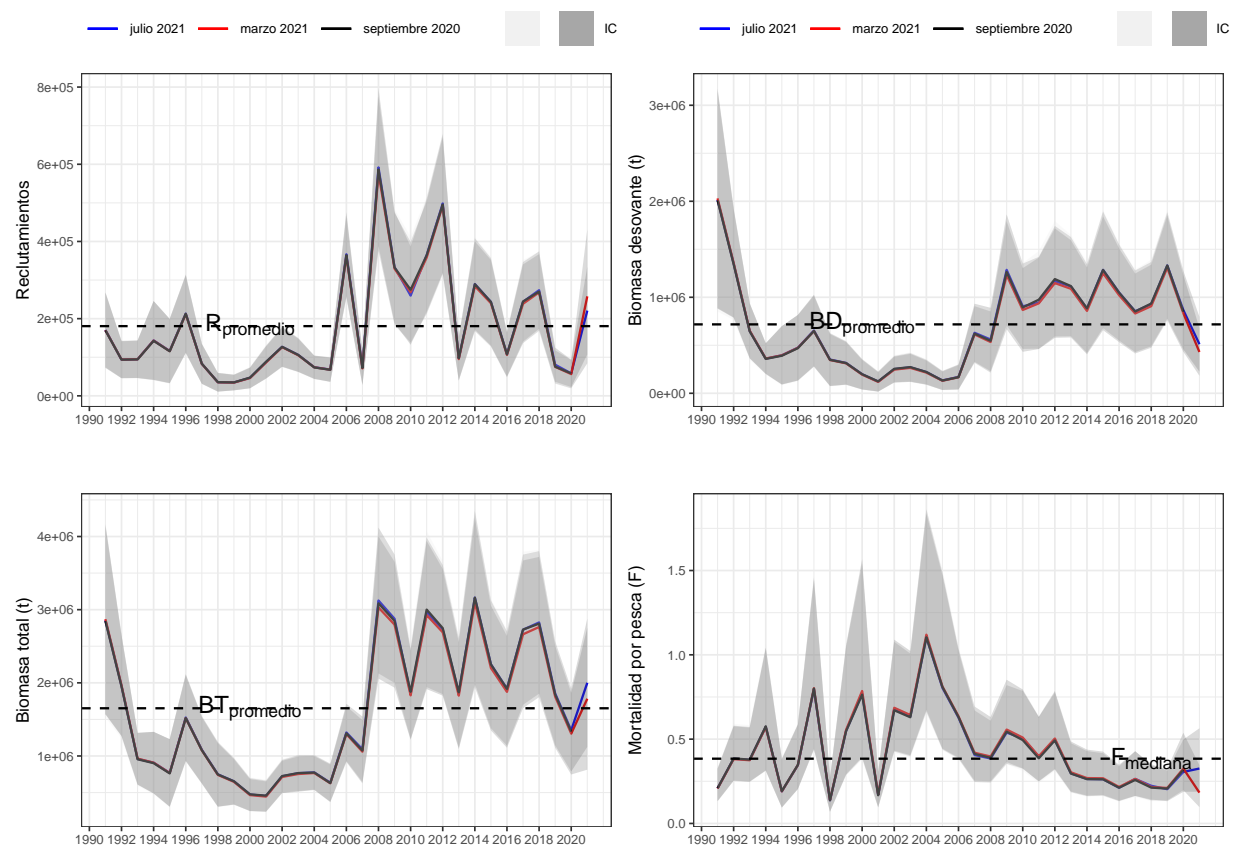 julio 2021 marzo 2021 septiembre 2020 IC
julio 2021 marzo 2021 septiembre 2020 IC
Reclutamientos
8e+05
6e+05
4e+05
2e+05
0e+00
Rpromedio
1990 1992 1994 1996 1998 2000 2002 2004 2006 2008 2010 2012 2014 2016 2018 2020
Biomasa desovante (t)
3e+06
2e+06
1e+06
0e+00
BDpromedio
1990 1992 1994 1996 1998 2000 2002 2004 2006 2008 2010 2012 2014 2016 2018 2020
Biomasa total (t)
4e+06
3e+06
2e+06
1e+06
BTpromedio
1990 1992 1994 1996 1998 2000 2002 2004 2006 2008 2010 2012 2014 2016 2018 2020
Mortalidad por pesca (F)
1.5
1.0
0.5
0.0
Fmediana
1990 1992 1994 1996 1998 2000 2002 2004 2006 2008 2010 2012 2014 2016 2018 2020